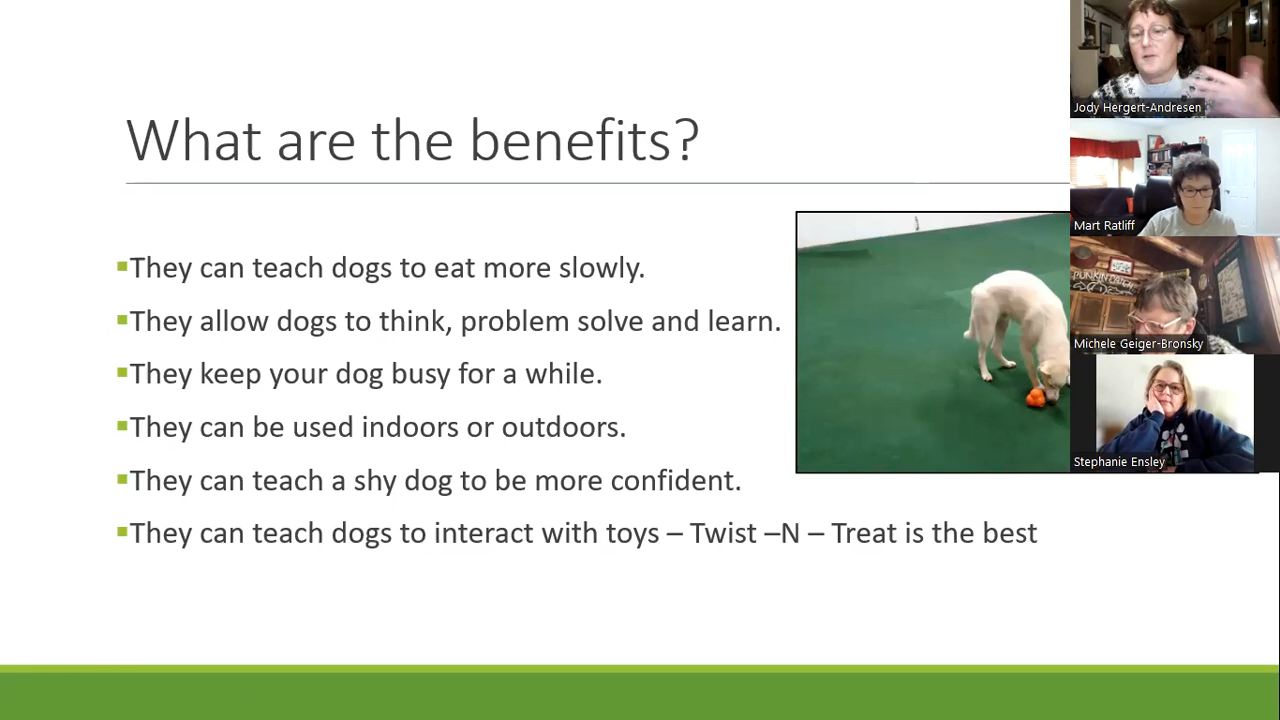 What are the benefits?
▪They can teach dogs to eat more slowly.
▪They allow dogs to think, problem solve and learn.
▪They keep your dog busy for a while.
▪They can be used indoors or outdoors.
▪They can teach a shy dog to be more confident.
▪They can teach dogs to interact with toys – Twist –N – Treat is the best
Jody Hergert-Andresen
Mart Ratliff
Michele Geiger-Bronsky
Stephanie Ensley